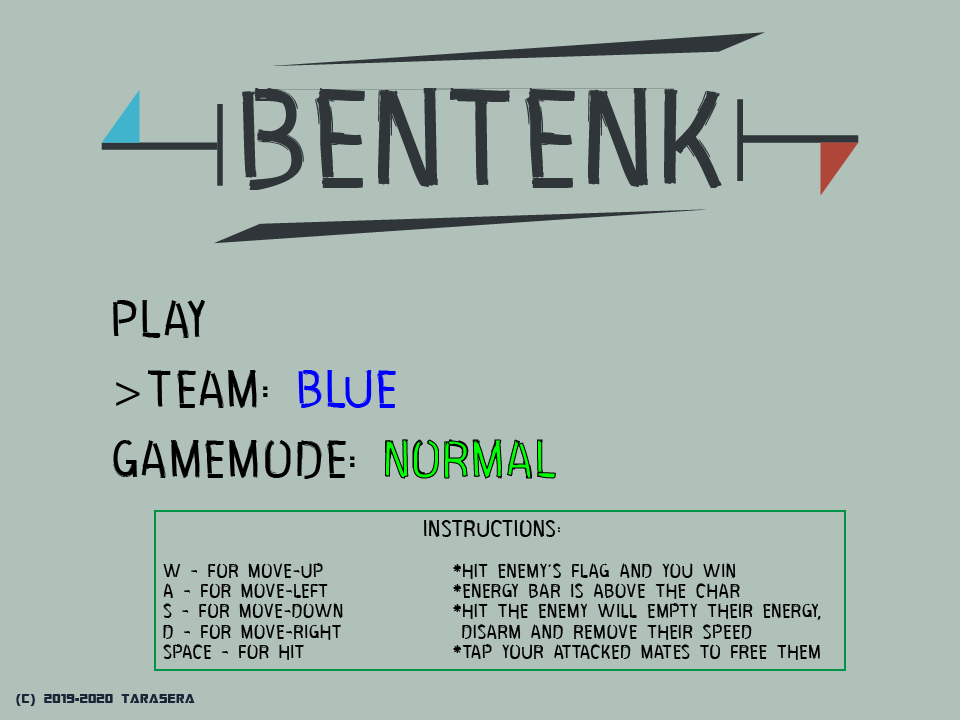 BENTENK
PLAY
>TEAM: BLUE
GAMEMODE: NORMAL
INSTRUCTIONS:
W - FOR MOVE-UP
A - FOR MOVE-LEFT
S - FOR MOVE-DOWN
D - FOR MOVE-RIGHT
SPACE - FOR HIT
*HIT ENEMY'S FLAG AND YOU WIN
*ENERGY BAR IS ABOVE THE CHAR
*HIT THE ENEMY WILL EMPTY THEIR ENERGY,
DISARM AND REMOVE THEIR SPEED
*TAP YOUR ATTACKED MATES TO FREE THEM
(C) 2019-2020 TARASERA